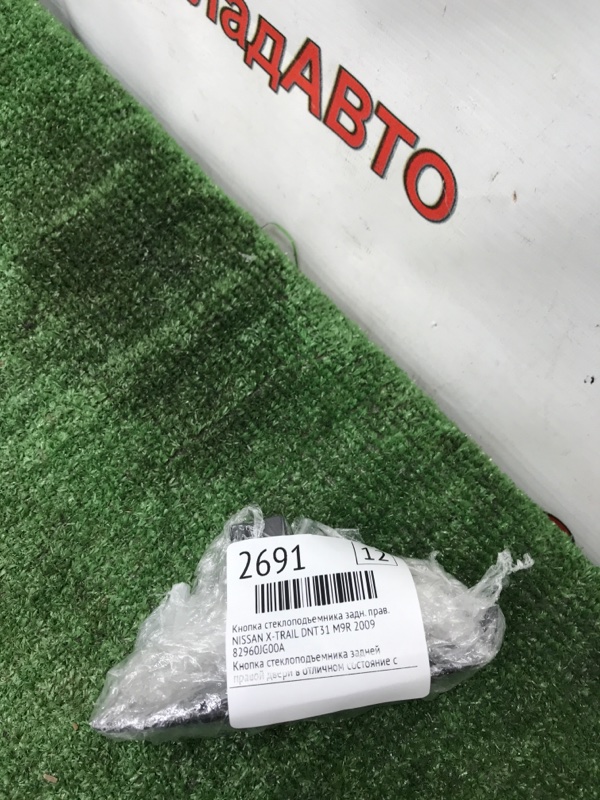 ладАВТО
2691
12
Кнопка стеклоподъемника задн. прав.
NISSAN X-TRAIL DNT31 M9R 2009
82960JG00A
Кнопка стеклоподъемника задней
правой двери в отличном состояние с